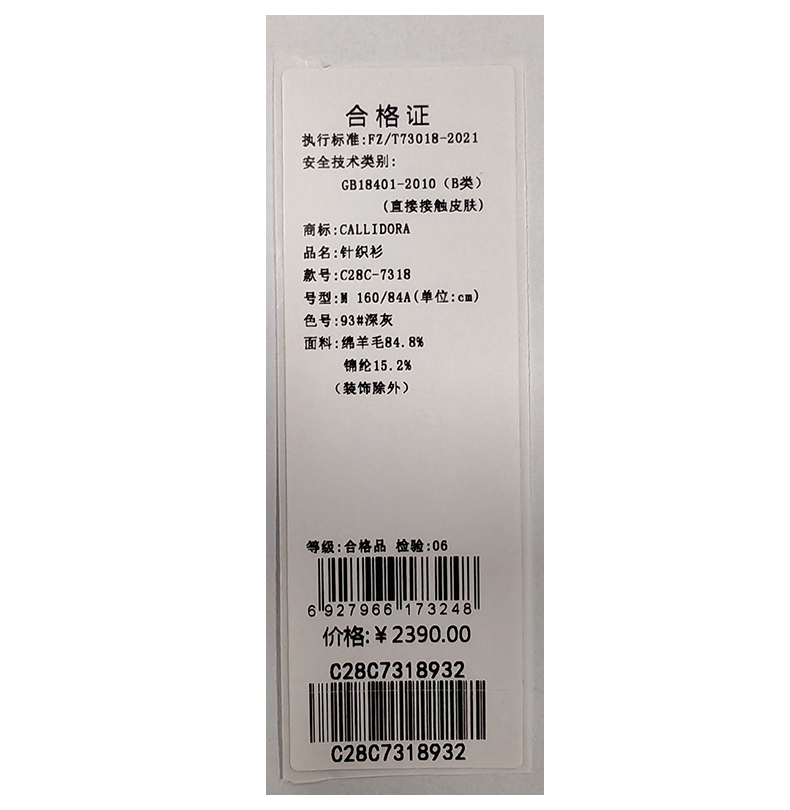 合格证
执行标准:FZ/T73018-2021
安全技术类别:
GB18401-2010（B类）
(直接接触皮肤)
商标:CALLIDORA
品名:针织衫
款号:C28C-7318
号型:M 160/84A(单位:cm)
色号:93#深灰
面料:绵羊毛84.8%
锦纶15.2%
（装饰除外）
等级:合格品 检验:06
6 927966 173248
价格:￥2390.00
C28C7318932
C28C7318932